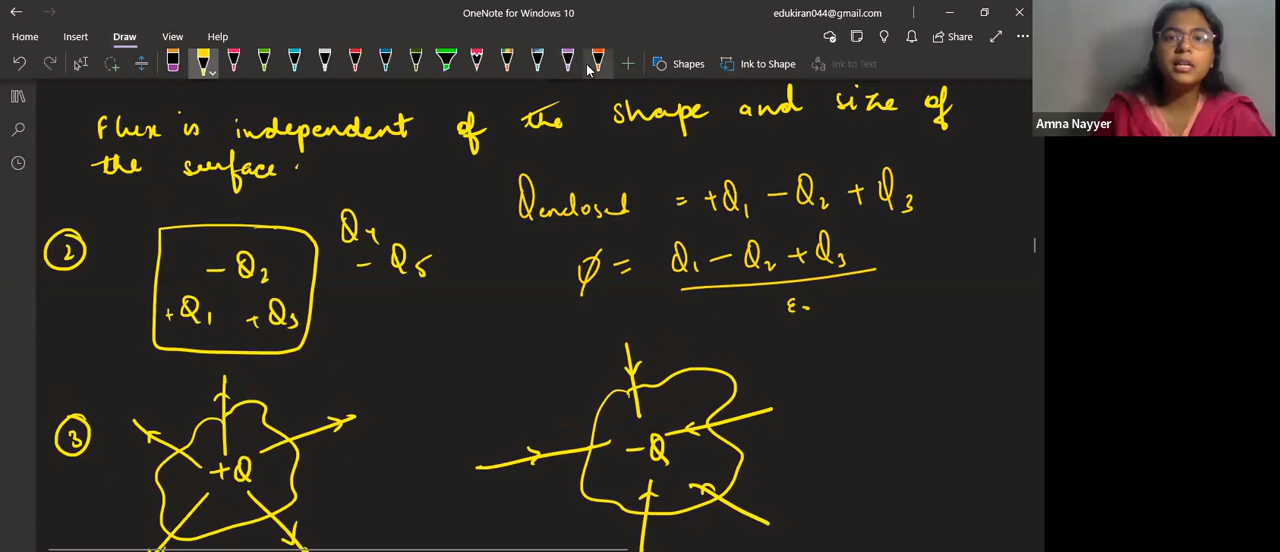 OneNote for Windows 10
edukiran044@gmail.com
Home Insert Draw View Help
Share
Shapes
Ink to Shape
Ink to Text
Amna Nayyer
Flux is independent of the shape and size of
the surface.
Q enclosed = +Q1 - Q2 + Q3
② Q4
- Q5
- Q2
+Q1 +Q3
φ = Q1 - Q2 + Q3
ε0
③ +Q
-Q